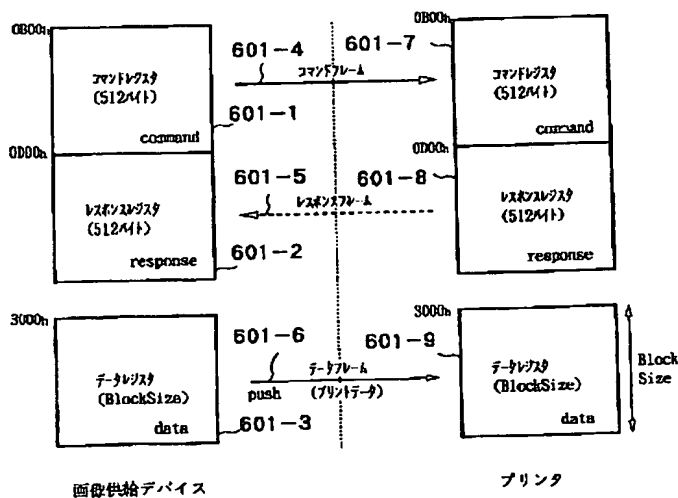 0B00h
コマンドレジスタ
(512バイト)
command
601-1
0D00h
レスポンスレジスタ
(512バイト)
response
601-2
3000h
データレジスタ
(BlockSize)
data
601-3
画像供給デバイス
601-4
コマンドフレーム
601-5
レスポンスフレーム
601-6
データフレーム
push
(プリントデータ)
0B00h
601-7
コマンドレジスタ
(512バイト)
command
0D00h
601-8
レスポンスレジスタ
(512バイト)
response
3000h
601-9
データレジスタ
(BlockSize)
data
Block
Size
プリンタ